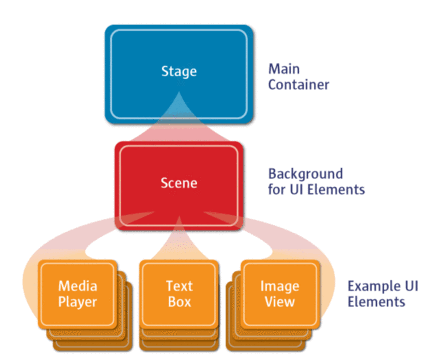 Stage
Main
Container
Scene
Background
for UI Elements
Media
Player
Text
Box
Image
View
Example UI
Elements